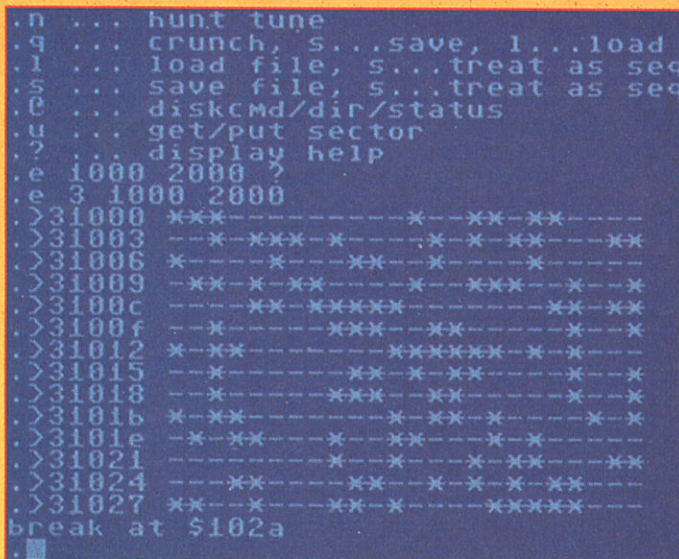 .n ... hunt tune
.q ... crunch, s...save, l...load
.l ... load file, s...treat as seq
.s ... save file, s...treat as seq
.@ ... diskcmd/dir/status
.u ... get/put sector
.? ... display help
.e 1000 2000 ?
.e 3 1000 2000
.>31000 ***---------*--**-**----
.>31003 --*-***-*----*-*-**---**
.>31006 *----*---**--*----*-----
.>31009 -**-*-**----*--***--*--*
.>3100c ----**-*****-------**-**
.>3100f --*-----***--**-----*--*
.>31012 *-**-------******-*-*---
.>31015 --*------**-*-**----*--*
.>31018 --*-----***--**-----*--*
.>3101b *-**-------*-**-*----*-*
.>3101e -*-**---*--**---*-*-----
.>31021 --------*--*---*-**---**
.>31024 ---**----**--*-*-*-**---
.>31027 **--*---**-*----*****---
break at $102a
.